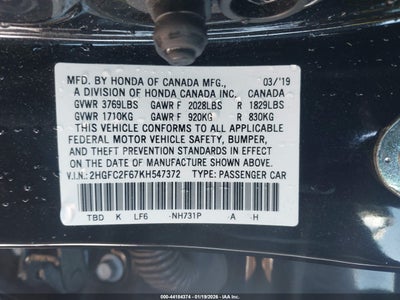 MFD. BY HONDA OF CANADA MFG., 03/'19
A DIVISION OF HONDA CANADA INC. CANADA
GVWR 3769LBS GAWR F 2028LBS R 1829LBS
GVWR 1710KG GAWR F 920KG R 830KG
THIS VEHICLE CONFORMS TO ALL APPLICABLE
FEDERAL MOTOR VEHICLE SAFETY, BUMPER,
AND THEFT PREVENTION STANDARDS IN EFFECT
ON THE DATE OF MANUFACTURE SHOWN ABOVE.
V.I.N.: 2HGFC2F67KH547372 TYPE: PASSENGER CAR
TBD K LF6 -NH731P A -H
000-44184374 - 01/19/2026 - IAA